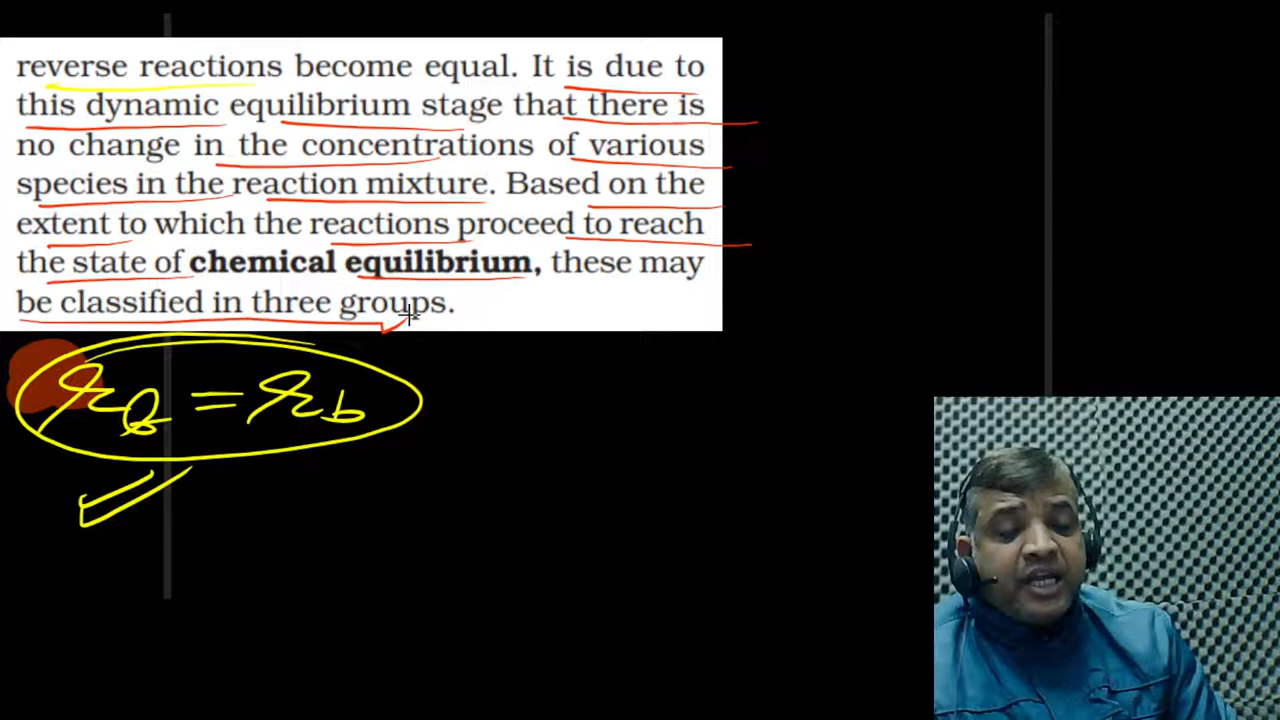 reverse reactions become equal. It is due to
this dynamic equilibrium stage that there is
no change in the concentrations of various
species in the reaction mixture. Based on the
extent to which the reactions proceed to reach
the state of chemical equilibrium, these may
be classified in three groups.
r_f = r_b